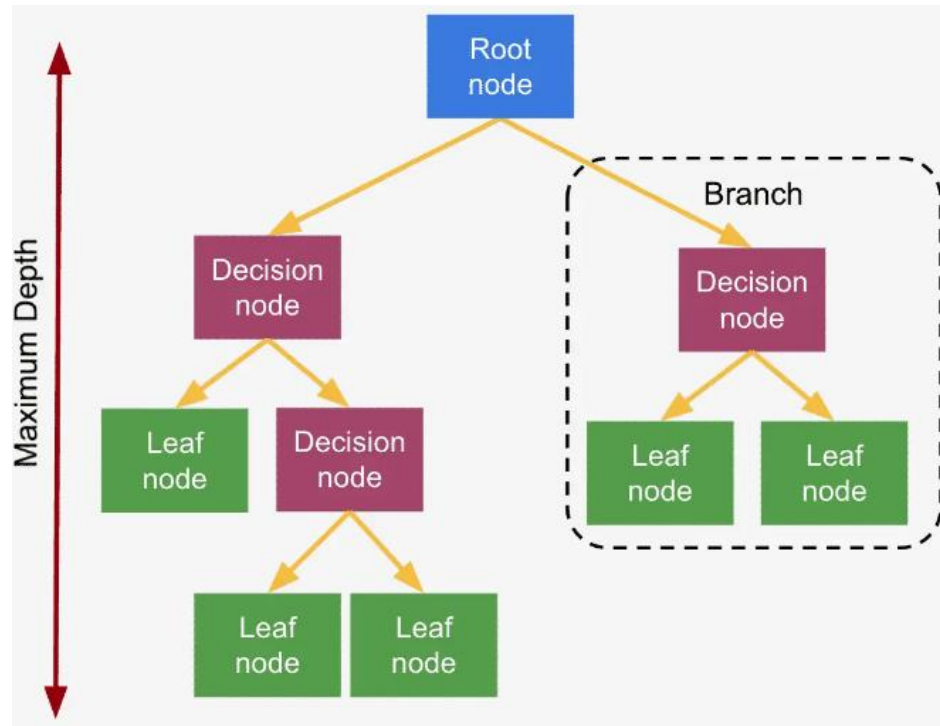 Root
node
Branch
Maximum Depth
Decision
node
Decision
node
Leaf
node
Decision
node
Leaf
node
Leaf
node
Leaf
node
Leaf
node